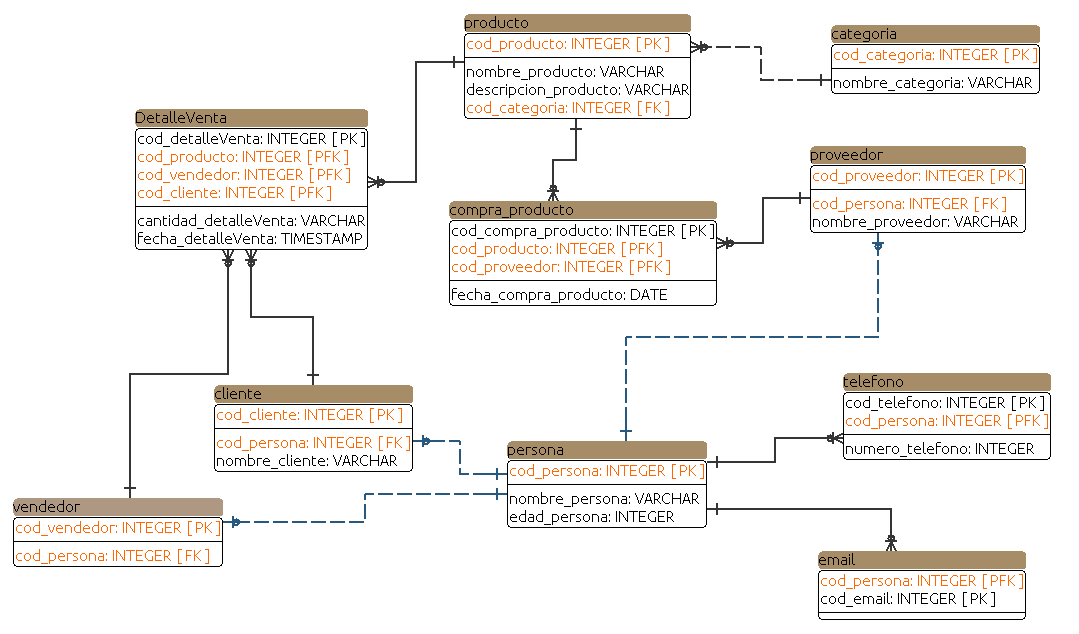 producto
cod_producto: INTEGER [PK]
nombre_producto: VARCHAR
descripcion_producto: VARCHAR
cod_categoria: INTEGER [FK]
categoria
cod_categoria: INTEGER [PK]
nombre_categoria: VARCHAR
DetalleVenta
cod_detalleVenta: INTEGER [PK]
cod_producto: INTEGER [PFK]
cod_vendedor: INTEGER [PFK]
cod_cliente: INTEGER [PFK]
cantidad_detalleVenta: VARCHAR
fecha_detalleVenta: TIMESTAMP
proveedor
cod_proveedor: INTEGER [PK]
cod_persona: INTEGER [FK]
nombre_proveedor: VARCHAR
compra_producto
cod_compra_producto: INTEGER [PK]
cod_producto: INTEGER [PFK]
cod_proveedor: INTEGER [PFK]
fecha_compra_producto: DATE
cliente
cod_cliente: INTEGER [PK]
cod_persona: INTEGER [FK]
nombre_cliente: VARCHAR
telefono
cod_telefono: INTEGER [PK]
cod_persona: INTEGER [PFK]
numero_telefono: INTEGER
persona
cod_persona: INTEGER [PK]
nombre_persona: VARCHAR
edad_persona: INTEGER
vendedor
cod_vendedor: INTEGER [PK]
cod_persona: INTEGER [FK]
email
cod_persona: INTEGER [PFK]
cod_email: INTEGER [PK]